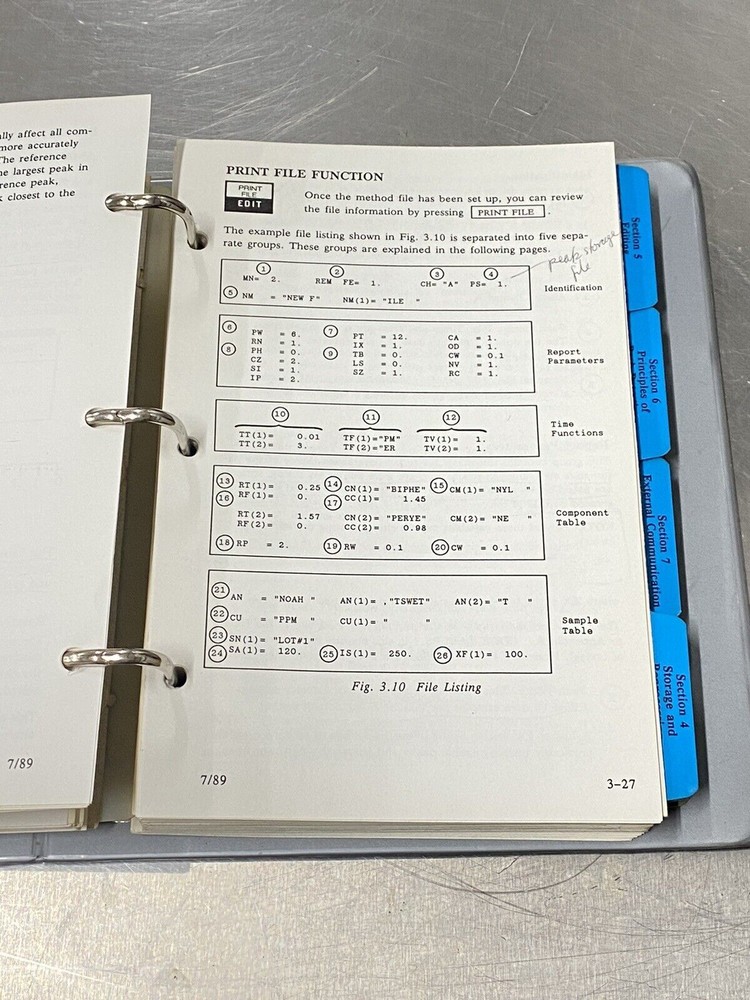 lly affect all com-
more accurately
The reference
e largest peak in
rence peak,
closest to the
7/89
PRINT FILE FUNCTION
PRINT
FILE
EDIT
Once the method file has been set up, you can review
the file information by pressing PRINT FILE .
The example file listing shown in Fig. 3.10 is separated into five sepa-
rate groups. These groups are explained in the following pages.
peak storage
file
1 2 3 4
MN= 2. REM FE= 1. CH= "A" PS= 1.
5 NM = "NEW F" NM(1)= "ILE "
Identification
6 PW = 6. 7 PT = 12. CA = 1.
RN = 1. IX = 1. OD = 1.
8 PH = 0. 9 TB = 0. CW = 0.1
CZ = 2. LS = 0. NV = 1.
SI = 1. SZ = 1. RC = 1.
IP = 2.
Report
Parameters
10 11 12
TT(1)= 0.01 TF(1)="PM" TV(1)= 1.
TT(2)= 3. TF(2)="ER TV(2)= 1.
Time
Functions
13 RT(1)= 0.25 14 CN(1)= "BIPHE" 15 CM(1)= "NYL "
16 RF(1)= 0. 17 CC(1)= 1.45
RT(2)= 1.57 CN(2)= "PERYE" CM(2)= "NE "
RF(2)= 0. CC(2)= 0.98
18 RP = 2. 19 RW = 0.1 20 CW = 0.1
Component
Table
21 AN = "NOAH " AN(1)= ,"TSWET" AN(2)= "T "
22 CU = "PPM " CU(1)= " "
23 SN(1)= "LOT#1"
24 SA(1)= 120. 25 IS(1)= 250. 26 XF(1)= 100.
Sample
Table
Fig. 3.10 File Listing
7/89
3-27
Section 5
Editing
Section 6
Principles of
Section 7
External Communication
Section 4
Storage and